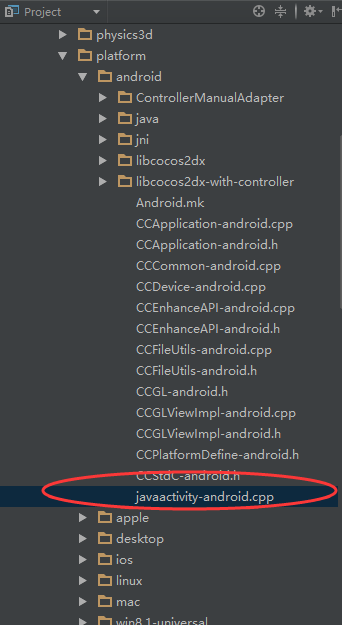 Project
physics3d
platform
android
ControllerManualAdapter
java
jni
libcocos2dx
libcocos2dx-with-controller
Android.mk
CCApplication-android.cpp
CCApplication-android.h
CCCommon-android.cpp
CCDevice-android.cpp
CCEnhanceAPI-android.cpp
CCEnhanceAPI-android.h
CCFileUtils-android.cpp
CCFileUtils-android.h
CCGL-android.h
CCGLViewImpl-android.cpp
CCGLViewImpl-android.h
CCPlatformDefine-android.h
CCStdC-android.h
javaactivity-android.cpp
apple
desktop
ios
linux
mac
win8.1-universal